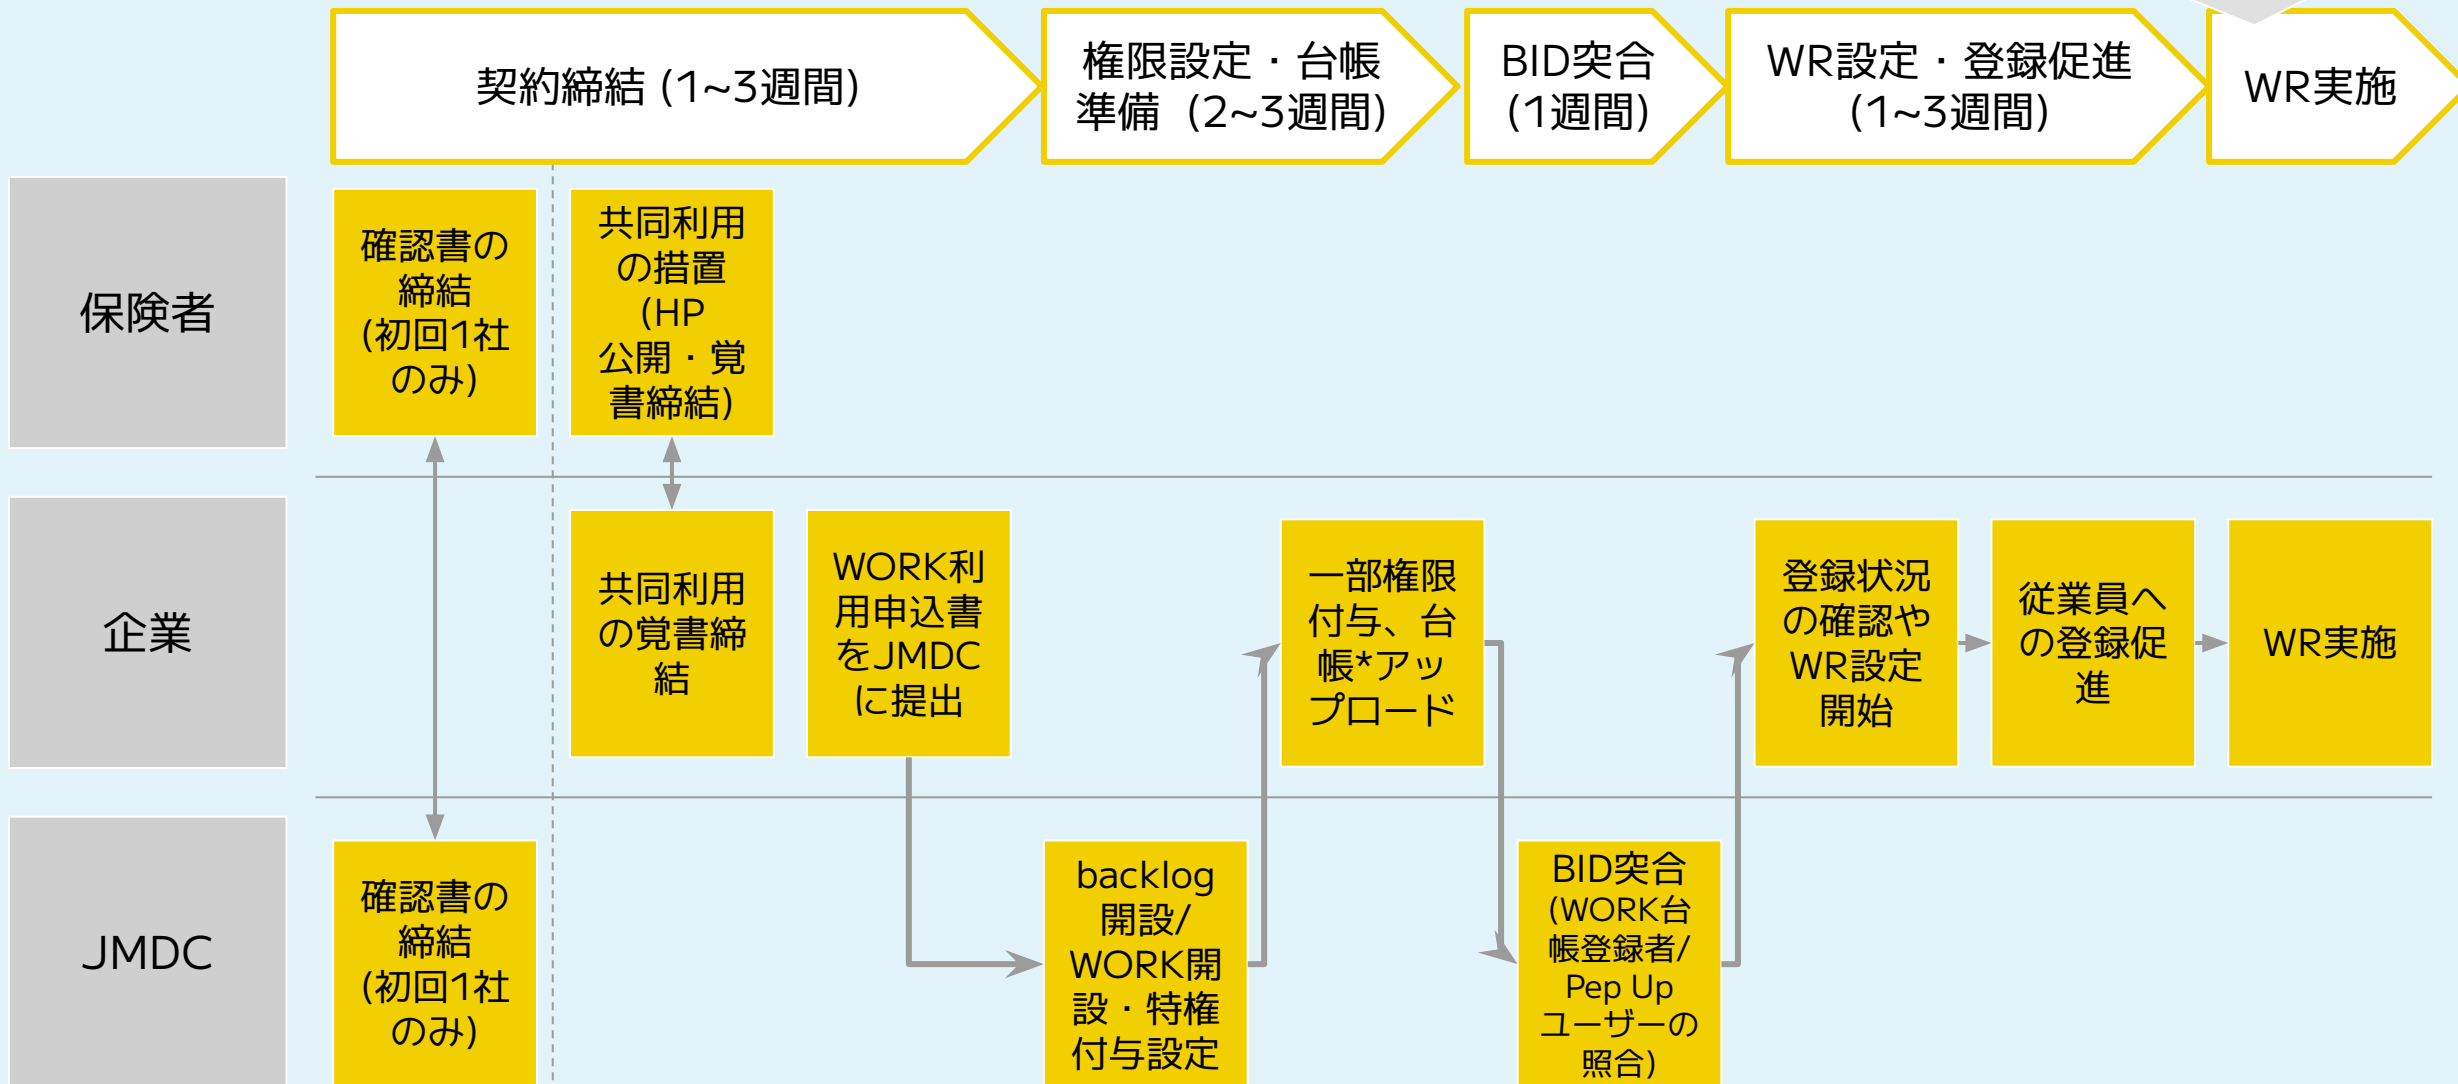 契約締結 (1~3週間)
権限設定・台帳
準備 (2~3週間)
BID突合
(1週間)
WR設定・登録促進
(1~3週間)
WR実施
保険者
確認書の
締結
(初回1社
のみ)
共同利用
の措置
(HP
公開・覚
書締結)
企業
共同利用
の覚書締
結
WORK利
用申込書
をJMDC
に提出
一部権限
付与、台
帳*アッ
プロード
登録状況
の確認や
WR設定
開始
従業員へ
の登録促
進
WR実施
JMDC
確認書の
締結
(初回1社
のみ)
backlog
開設/
WORK開
設・特権
付与設定
BID突合
(WORK台
帳登録者/
Pep Up
ユーザーの
照合)